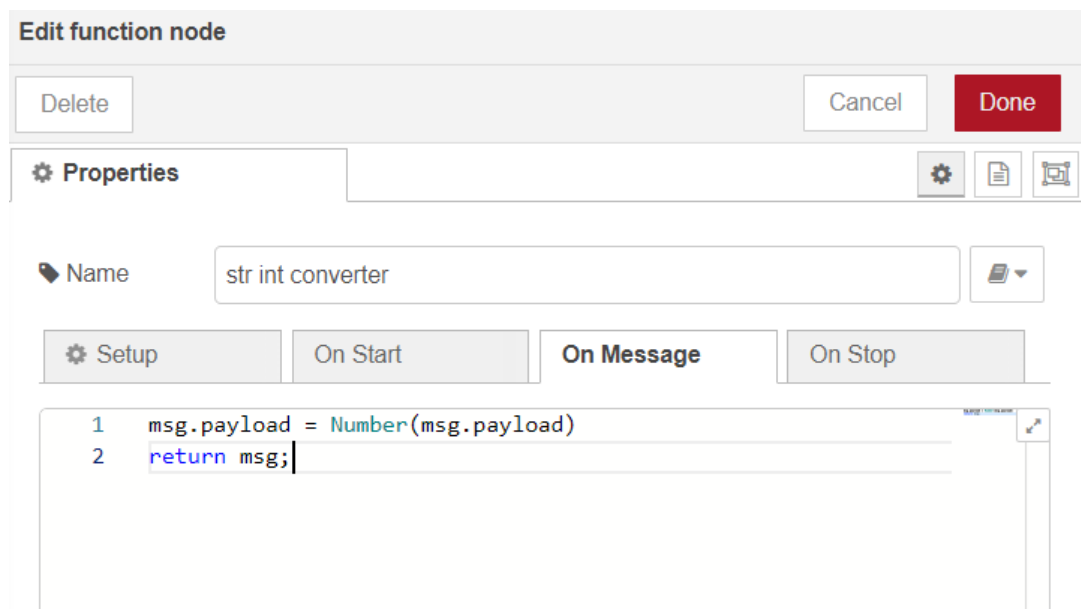 Edit function node
Delete Cancel Done
Properties
Name str int converter
Setup On Start On Message On Stop
1 msg.payload = Number(msg.payload)
2 return msg;